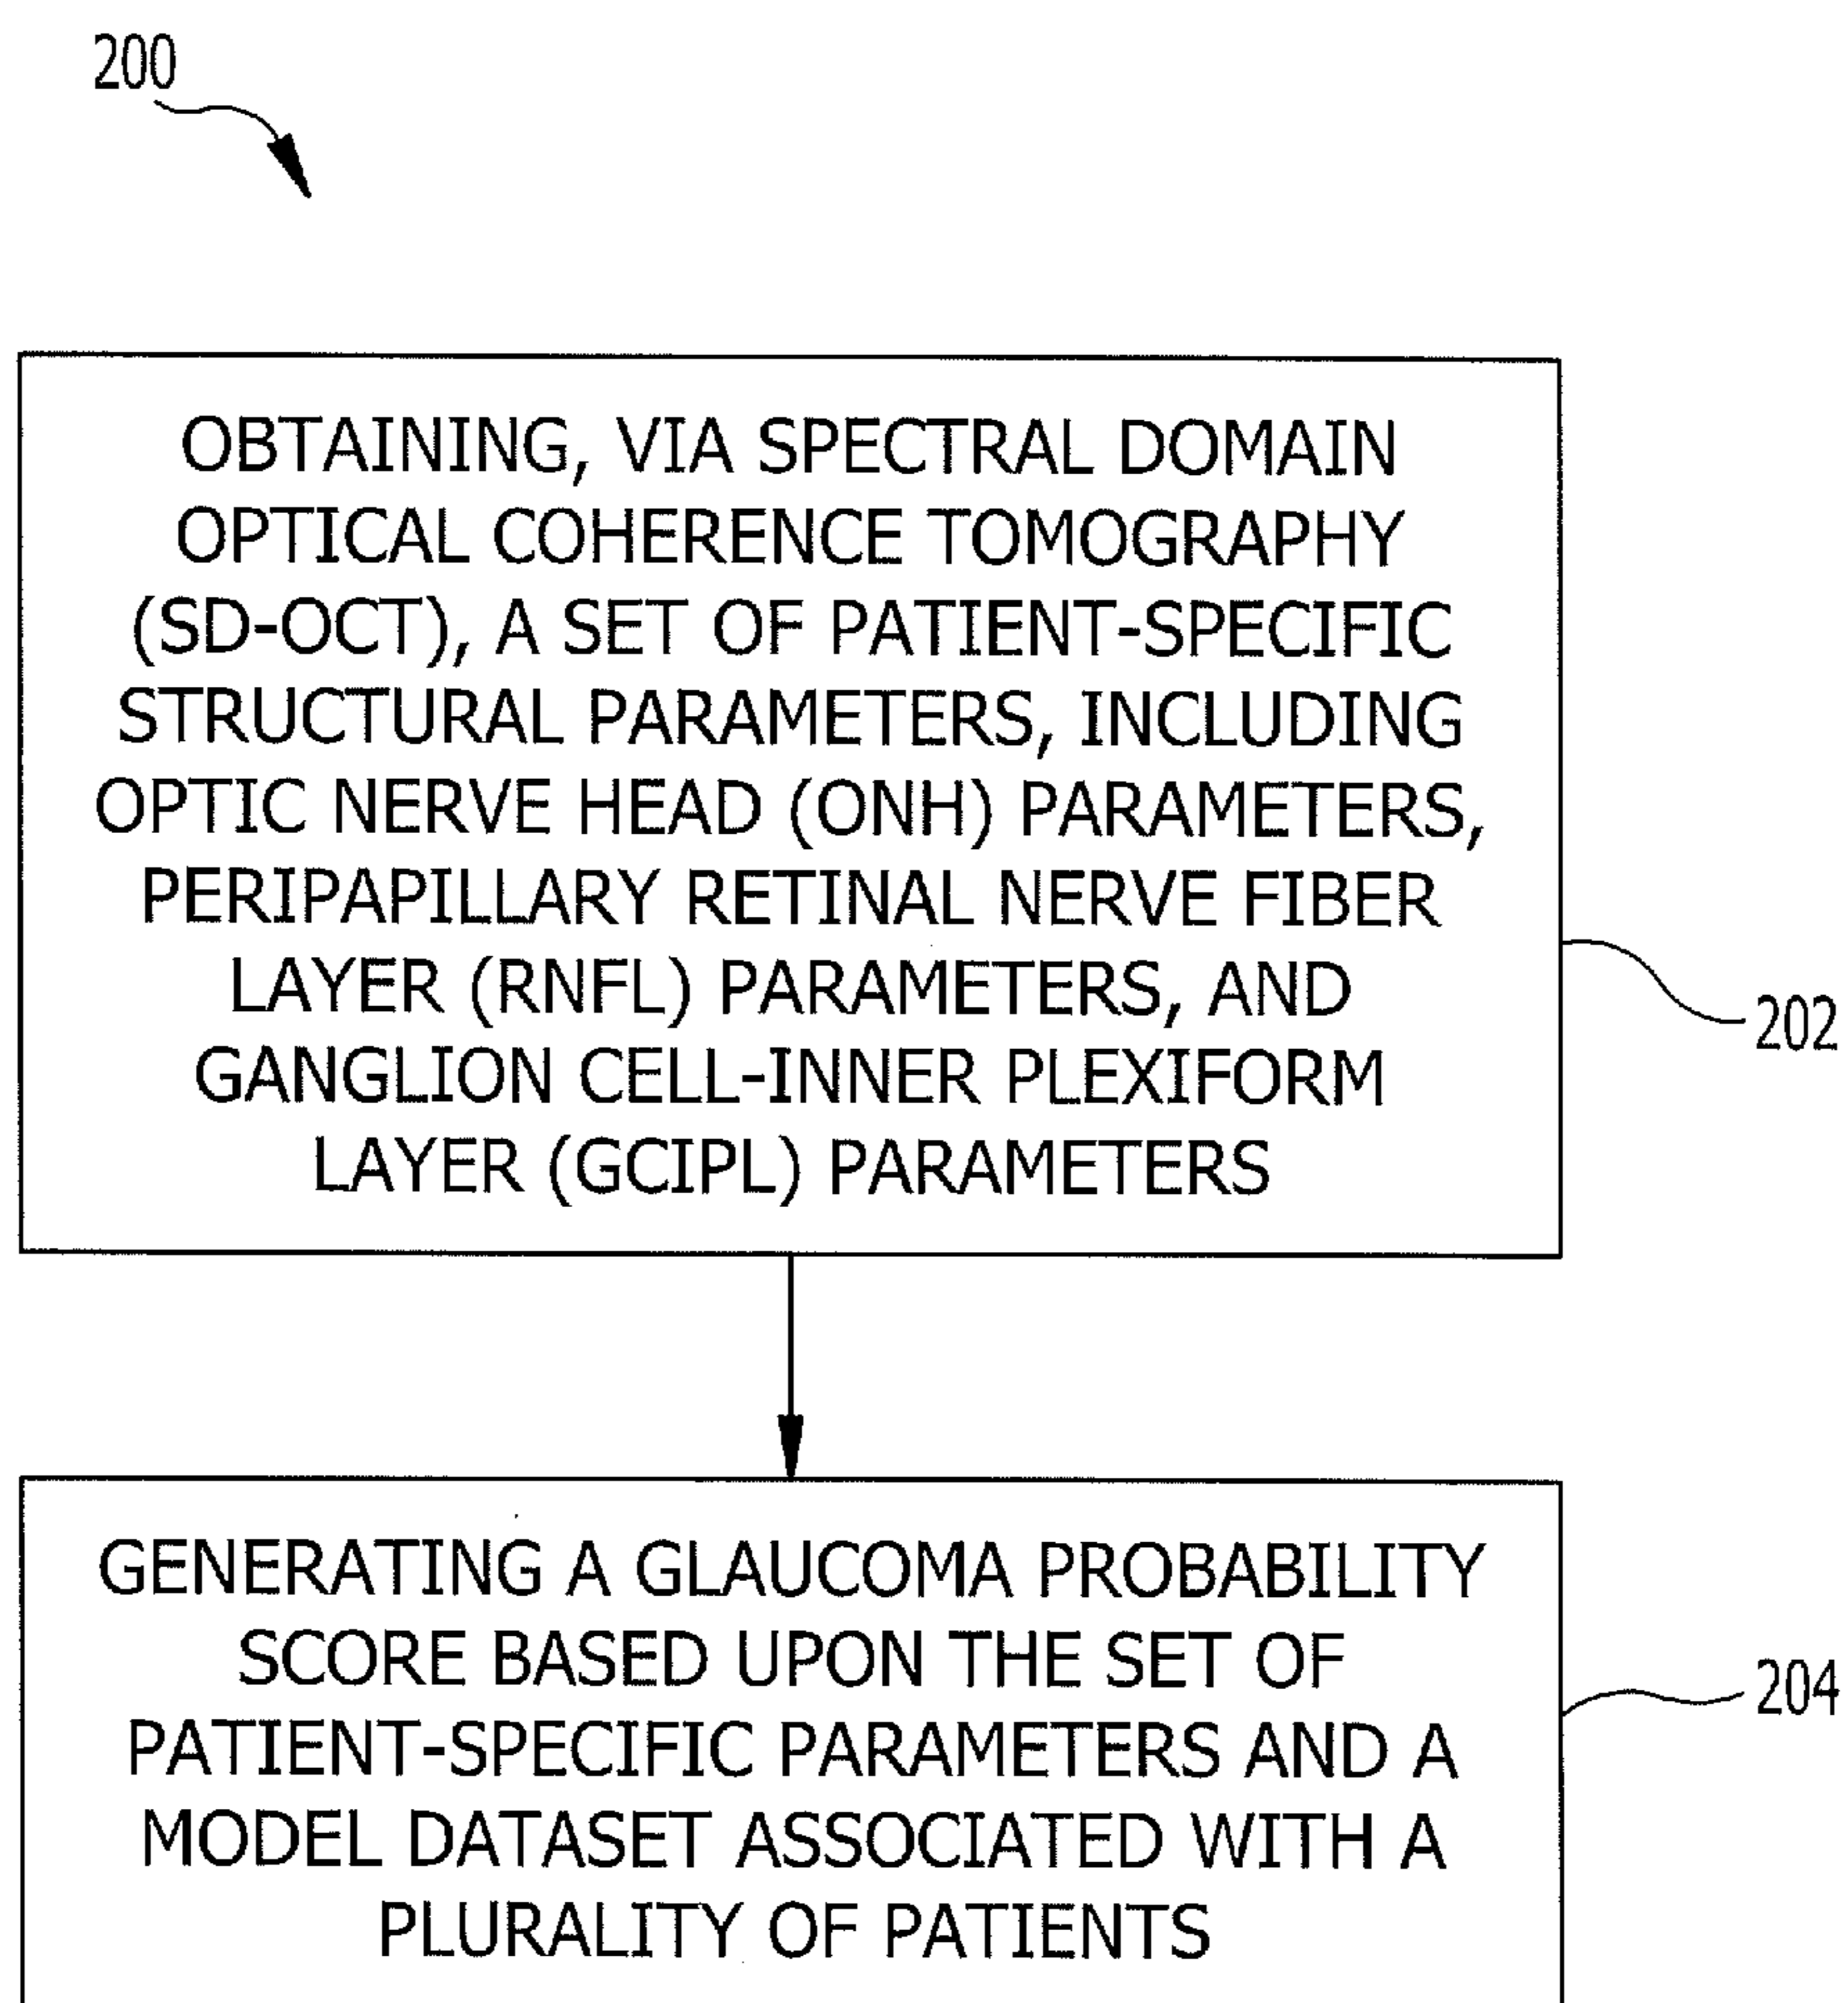 200
OBTAINING, VIA SPECTRAL DOMAIN
OPTICAL COHERENCE TOMOGRAPHY
(SD-OCT), A SET OF PATIENT-SPECIFIC
STRUCTURAL PARAMETERS, INCLUDING
OPTIC NERVE HEAD (ONH) PARAMETERS,
PERIPAPILLARY RETINAL NERVE FIBER
LAYER (RNFL) PARAMETERS, AND
GANGLION CELL-INNER PLEXIFORM
LAYER (GCIPL) PARAMETERS
202
GENERATING A GLAUCOMA PROBABILITY
SCORE BASED UPON THE SET OF
PATIENT-SPECIFIC PARAMETERS AND A
MODEL DATASET ASSOCIATED WITH A
PLURALITY OF PATIENTS
204